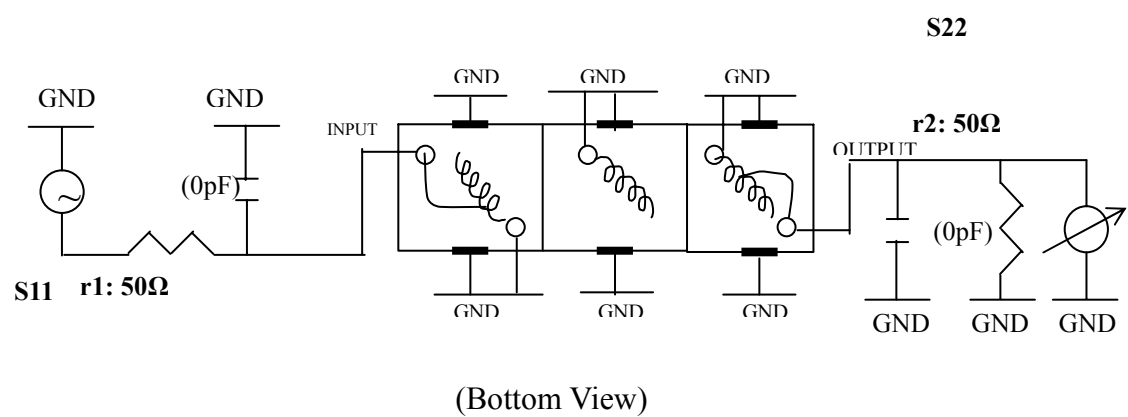 S22
GND
GND
GND
GND
GND
INPUT
r2: 50Ω
OUTPUT
~
(0pF)
(0pF)
S11
r1: 50Ω
GND
GND
GND
GND
GND
GND
(Bottom View)